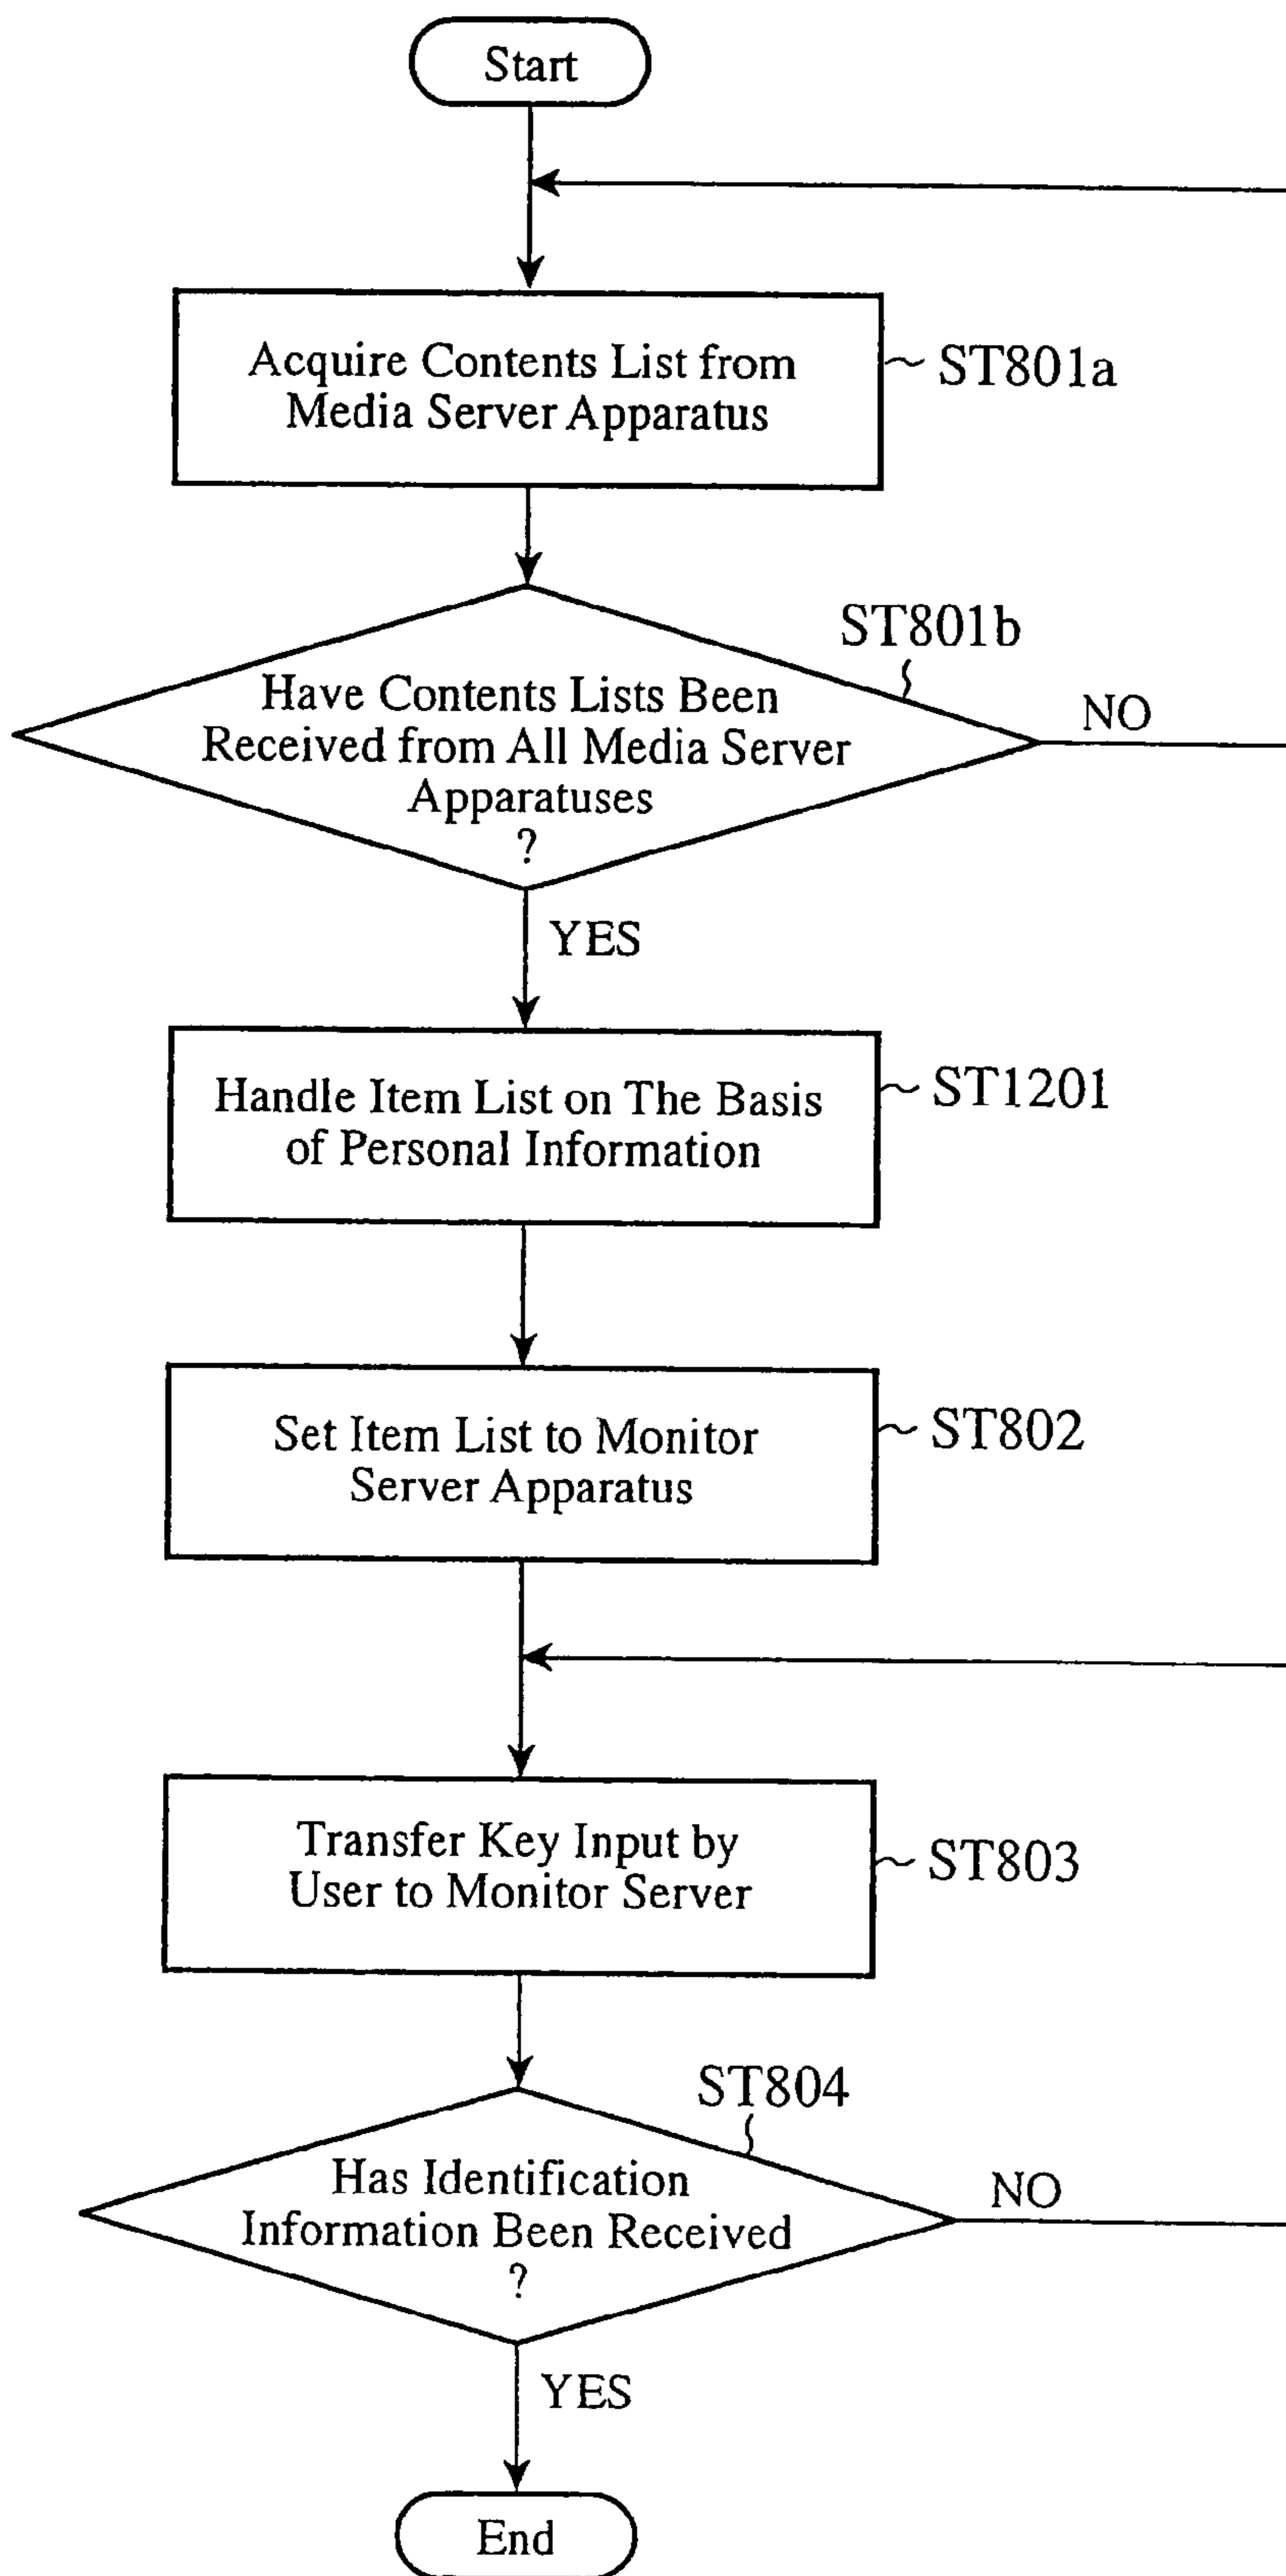 Start
Acquire Contents List from
Media Server Apparatus
ST801a
ST801b
Have Contents Lists Been
Received from All Media Server
Apparatuses
?
NO
YES
Handle Item List on The Basis
of Personal Information
ST1201
Set Item List to Monitor
Server Apparatus
ST802
Transfer Key Input by
User to Monitor Server
ST803
ST804
Has Identification
Information Been Received
?
NO
YES
End